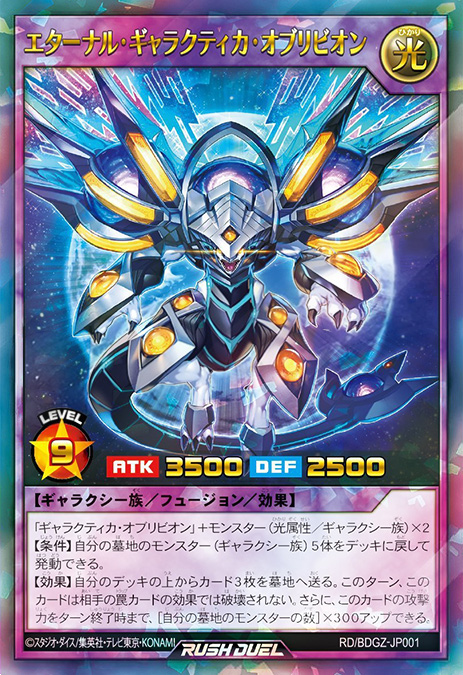 エターナル・ギャラクティカ・オブリビオン
ひかり
光
LEVEL
9
ATK 3500 DEF 2500
【ギャラクシー族/フュージョン/効果】
「ギャラクティカ・オブリビオン」+モンスター(光属性/ギャラクシー族)×2
【条件】自分の墓地のモンスター(ギャラクシー族)5体をデッキに戻して
発動できる。
【効果】自分のデッキの上からカード3枚を墓地へ送る。このターン、この
カードは相手の罠カードの効果では破壊されない。さらに、このカードの攻撃
力をターン終了時まで、[自分の墓地のモンスターの数]×300アップできる。
©スタジオ・ダイス/集英社・テレビ東京・KONAMI RUSH DUEL RD/BDGZ-JP001